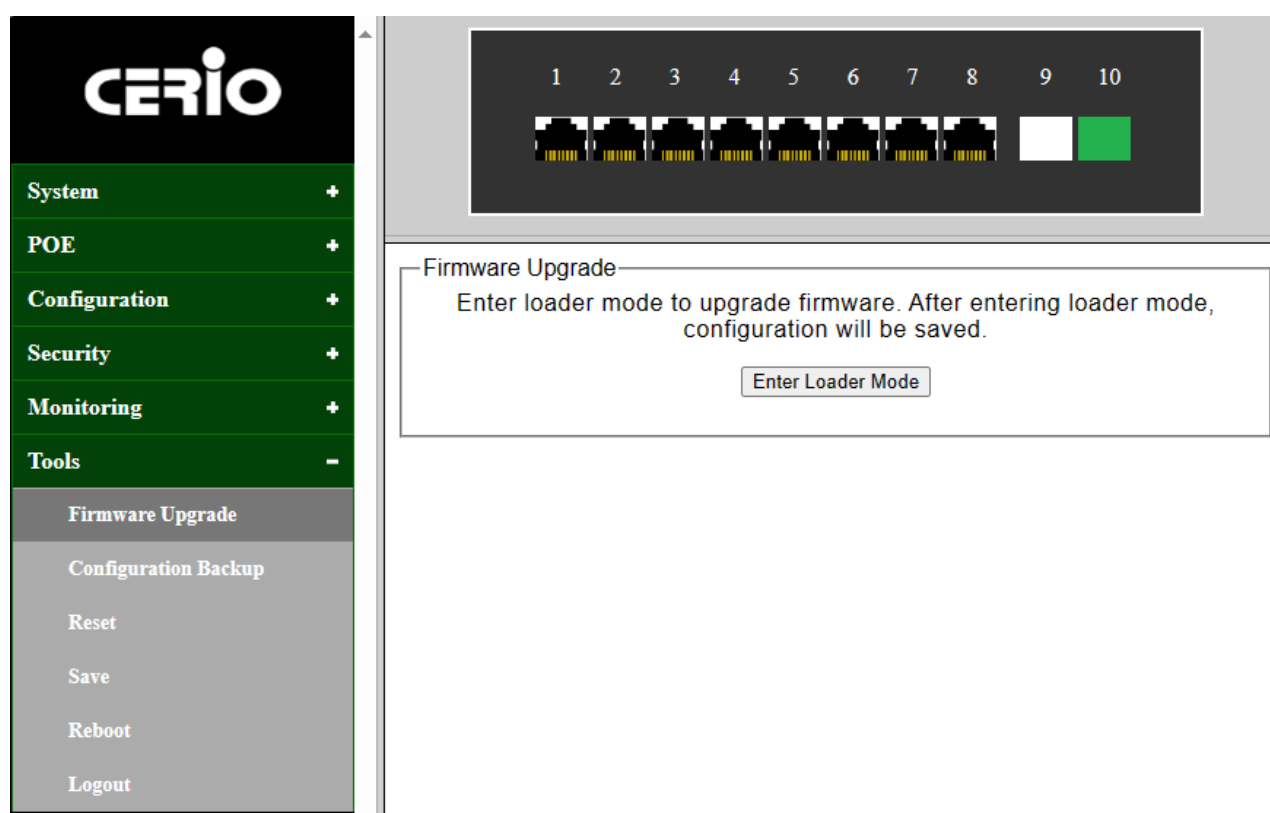 CERIO
System
POE
Configuration
Security
Monitoring
Tools
Firmware Upgrade
Configuration Backup
Reset
Save
Reboot
Logout
1 2 3 4 5 6 7 8 9 10
Firmware Upgrade
Enter loader mode to upgrade firmware. After entering loader mode,
configuration will be saved.
Enter Loader Mode